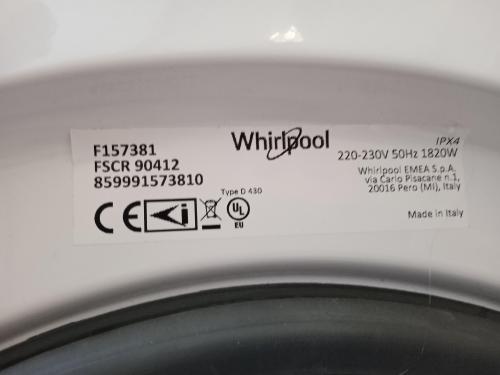 F157381
FSCR 90412
859991573810
Whirlpool
IPX4
220-230V 50Hz 1820W
Whirlpool EMEA S.p.A.
via Carlo Pisacane n.1,
20016 Pero (MI), Italy
Type D 430
CE
UL
EU
Made in Italy